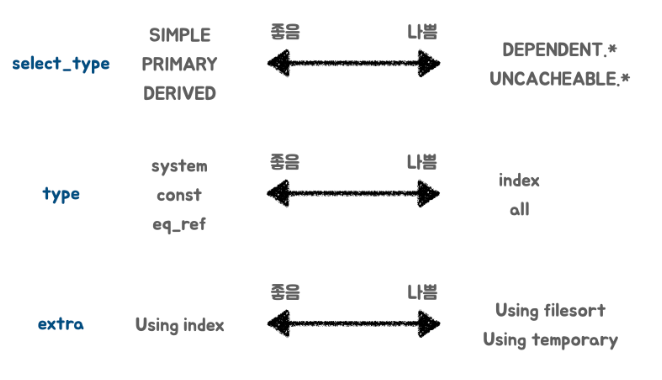 select_type
SIMPLE
PRIMARY
DERIVED
좋음 나쁨
DEPENDENT.*
UNCACHEABLE.*
type
system
const
eq_ref
좋음 나쁨
index
all
extra
Using index
좋음 나쁨
Using filesort
Using temporary